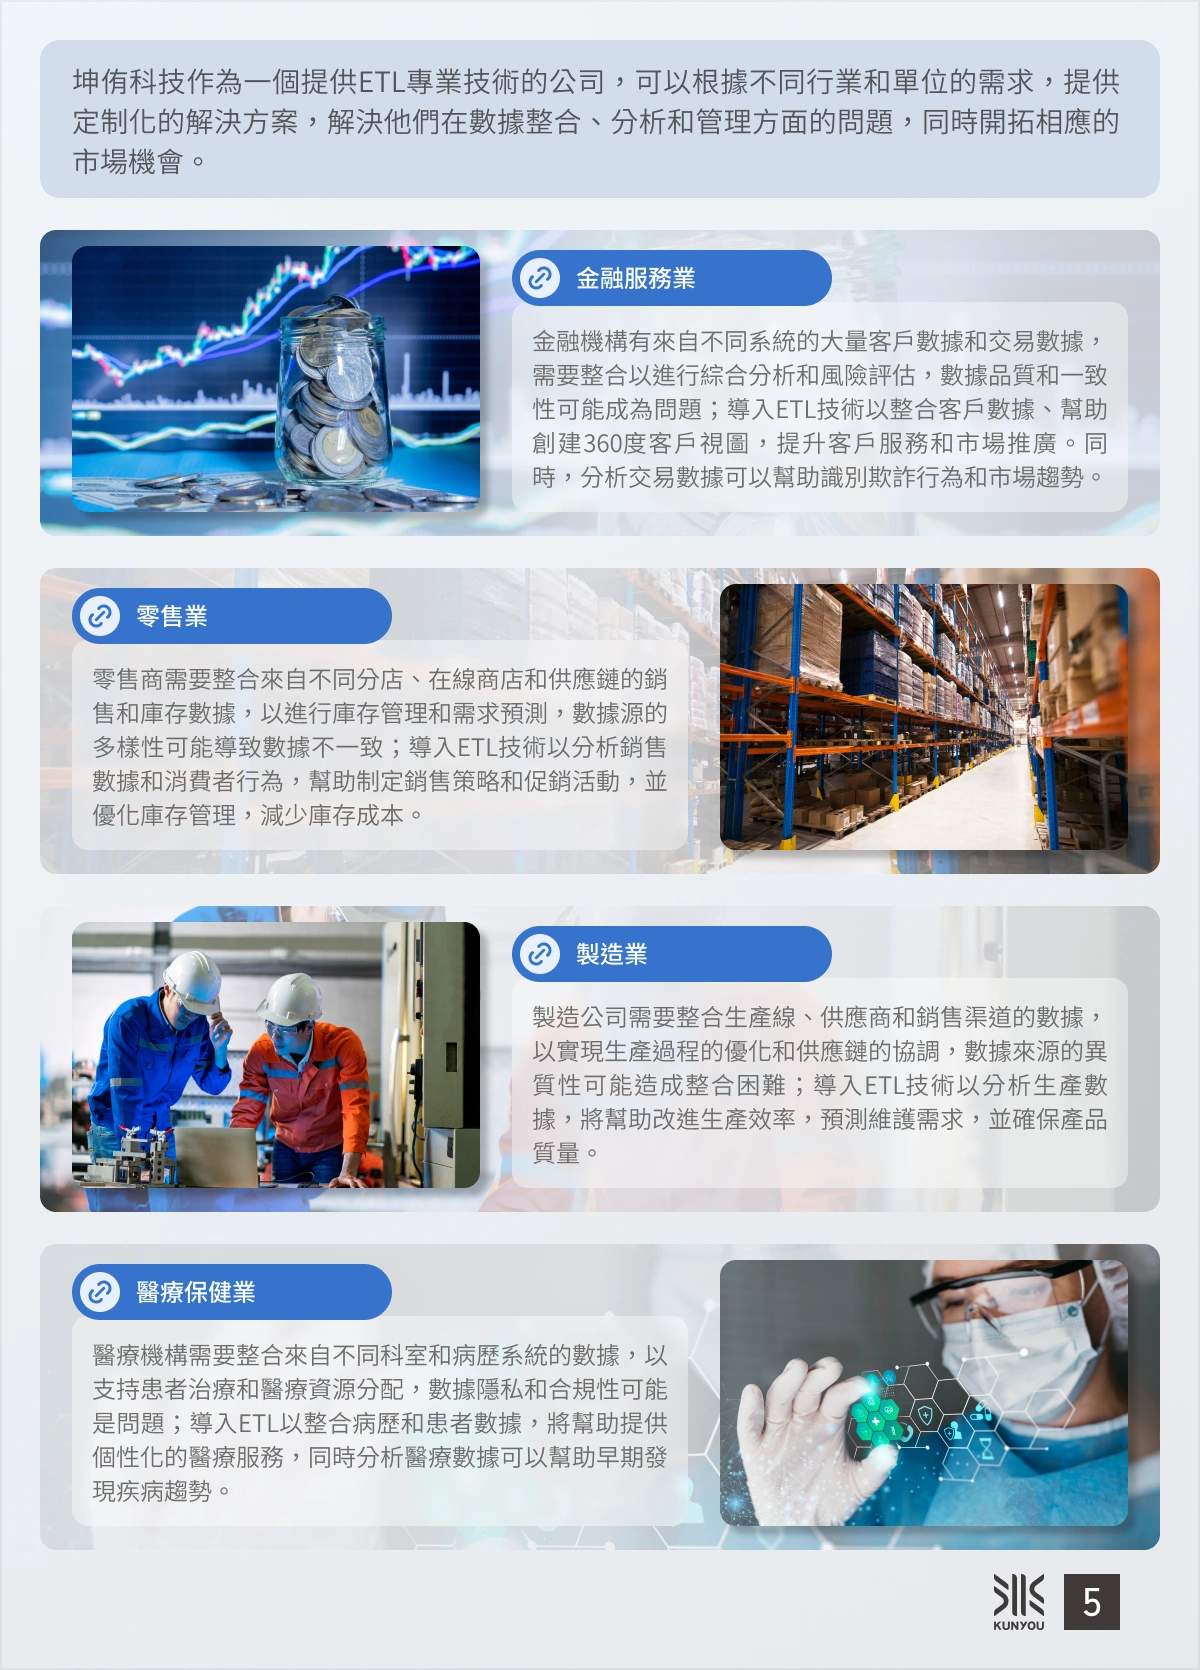 坤侑科技作為一個提供ETL專業技術的公司，可以根據不同行業和單位的需求，提供
定制化的解決方案，解決他們在數據整合、分析和管理方面的問題，同時開拓相應的
市場機會。
金融服務業
金融機構有來自不同系統的大量客戶數據和交易數據，
需要整合以進行綜合分析和風險評估，數據品質和一致
性可能成為問題；導入ETL技術以整合客戶數據、幫助
創建360度客戶視圖，提升客戶服務和市場推廣。同
時，分析交易數據可以幫助識別欺詐行為和市場趨勢。
零售業
零售商需要整合來自不同分店、在線商店和供應鏈的銷
售和庫存數據，以進行庫存管理和需求預測，數據源的
多樣性可能導致數據不一致；導入ETL技術以分析銷售
數據和消費者行為，幫助制定銷售策略和促銷活動，並
優化庫存管理，減少庫存成本。
製造業
製造公司需要整合生產線、供應商和銷售渠道的數據，
以實現生產過程的優化和供應鏈的協調，數據來源的異
質性可能造成整合困難；導入ETL技術以分析生產數
據，將幫助改進生產效率，預測維護需求，並確保產品
質量。
醫療保健業
醫療機構需要整合來自不同科室和病歷系統的數據，以
支持患者治療和醫療資源分配，數據隱私和合規性可能
是問題；導入ETL以整合病歷和患者數據，將幫助提供
個性化的醫療服務，同時分析醫療數據可以幫助早期發
現疾病趨勢。
KUNYOU
5